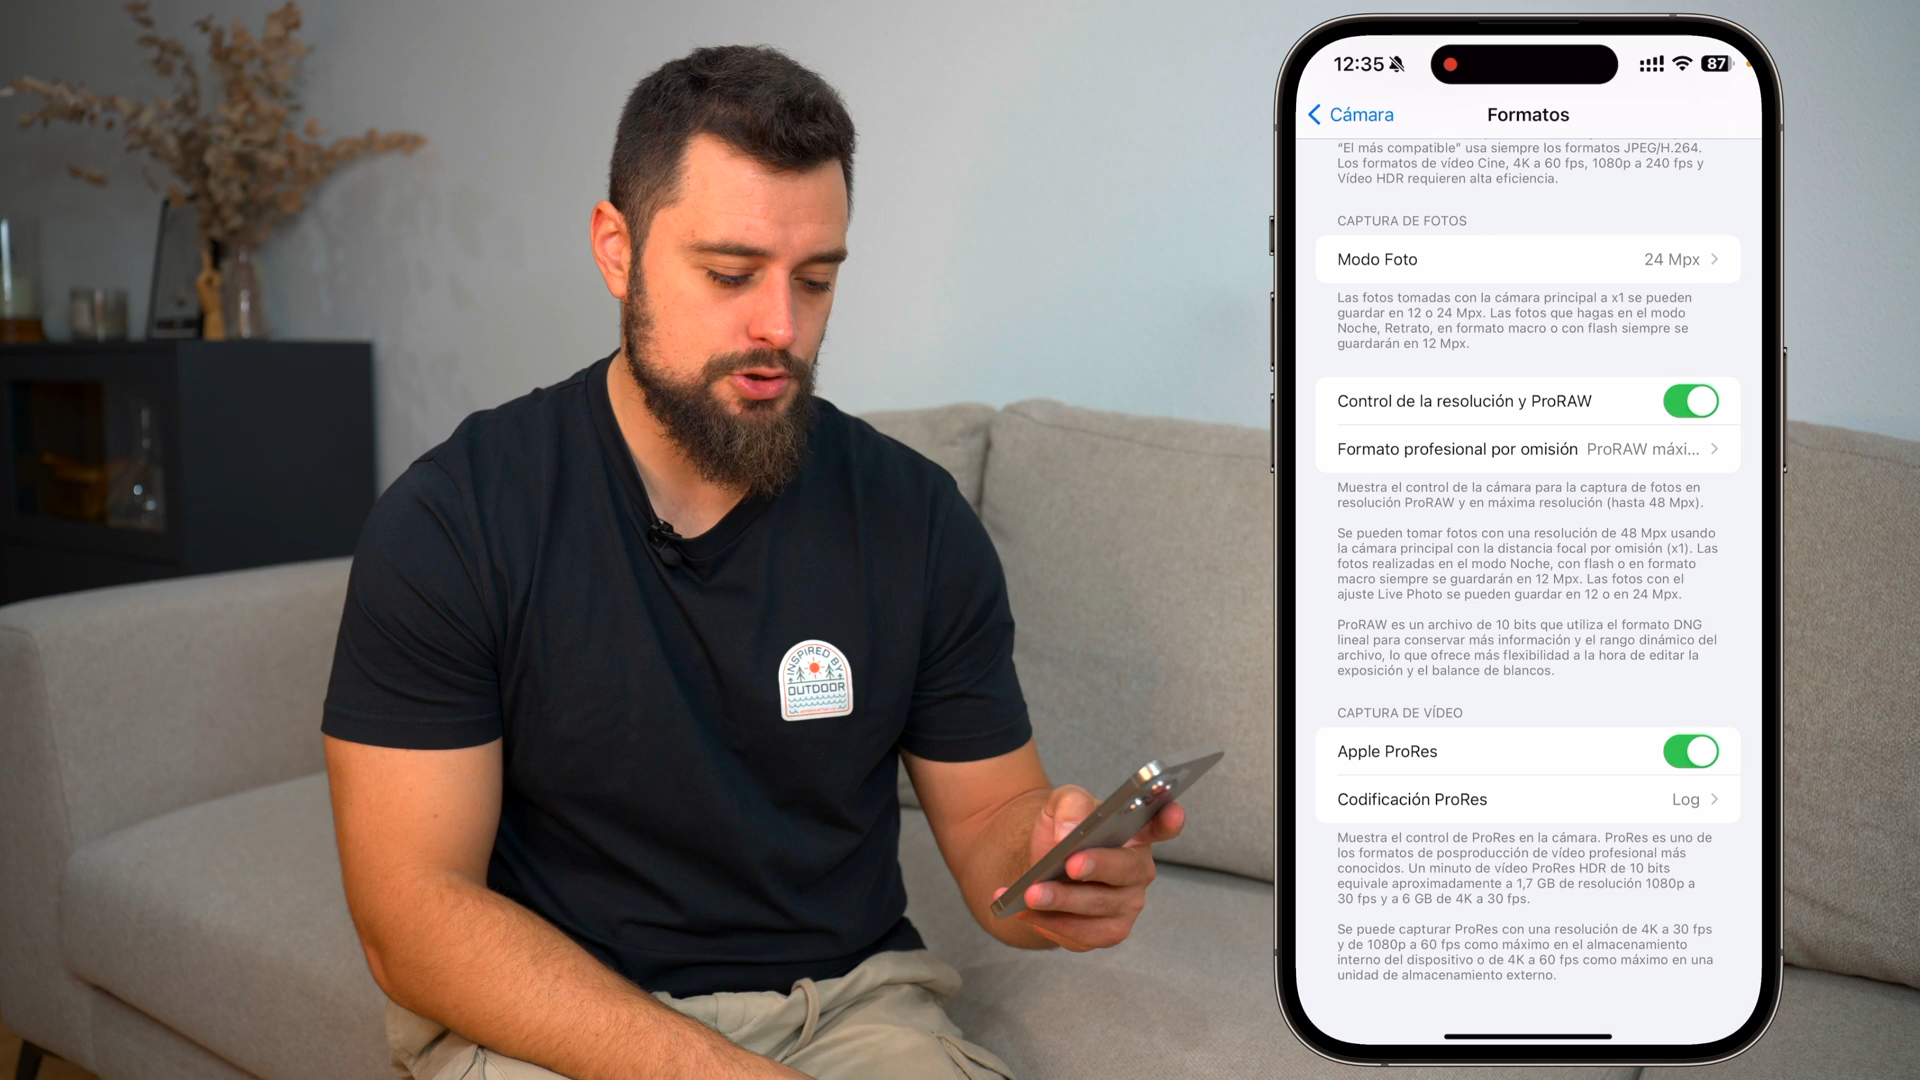 12:35
87
Cámara
Formatos
“El más compatible” usa siempre los formatos JPEG/H.264.
Los formatos de vídeo Cine, 4K a 60 fps, 1080p a 240 fps y
Vídeo HDR requieren alta eficiencia.
CAPTURA DE FOTOS
Modo Foto
24 Mpx
Las fotos tomadas con la cámara principal a x1 se pueden
guardar en 12 o 24 Mpx. Las fotos que hagas en el modo
Noche, Retrato, en formato macro o con flash siempre se
guardarán en 12 Mpx.
Control de la resolución y ProRAW
Formato profesional por omisión
ProRAW máxi...
Muestra el control de la cámara para la captura de fotos en
resolución ProRAW y en máxima resolución (hasta 48 Mpx).
Se pueden tomar fotos con una resolución de 48 Mpx usando
la cámara principal con la distancia focal por omisión (x1). Las
fotos realizadas en el modo Noche, con flash o en formato
macro siempre se guardarán en 12 Mpx. Las fotos con el
ajuste Live Photo se pueden guardar en 12 o en 24 Mpx.
ProRAW es un archivo de 10 bits que utiliza el formato DNG
lineal para conservar más información y el rango dinámico del
archivo, lo que ofrece más flexibilidad a la hora de editar la
exposición y el balance de blancos.
CAPTURA DE VÍDEO
Apple ProRes
Codificación ProRes
Log
Muestra el control de ProRes en la cámara. ProRes es uno de
los formatos de posproducción de vídeo profesional más
conocidos. Un minuto de vídeo ProRes HDR de 10 bits
equivale aproximadamente a 1,7 GB de resolución 1080p a
30 fps y a 6 GB de 4K a 30 fps.
Se puede capturar ProRes con una resolución de 4K a 30 fps
y de 1080p a 60 fps como máximo en el almacenamiento
interno del dispositivo o de 4K a 60 fps como máximo en una
unidad de almacenamiento externo.
INSPIRED BY
OUTDOOR